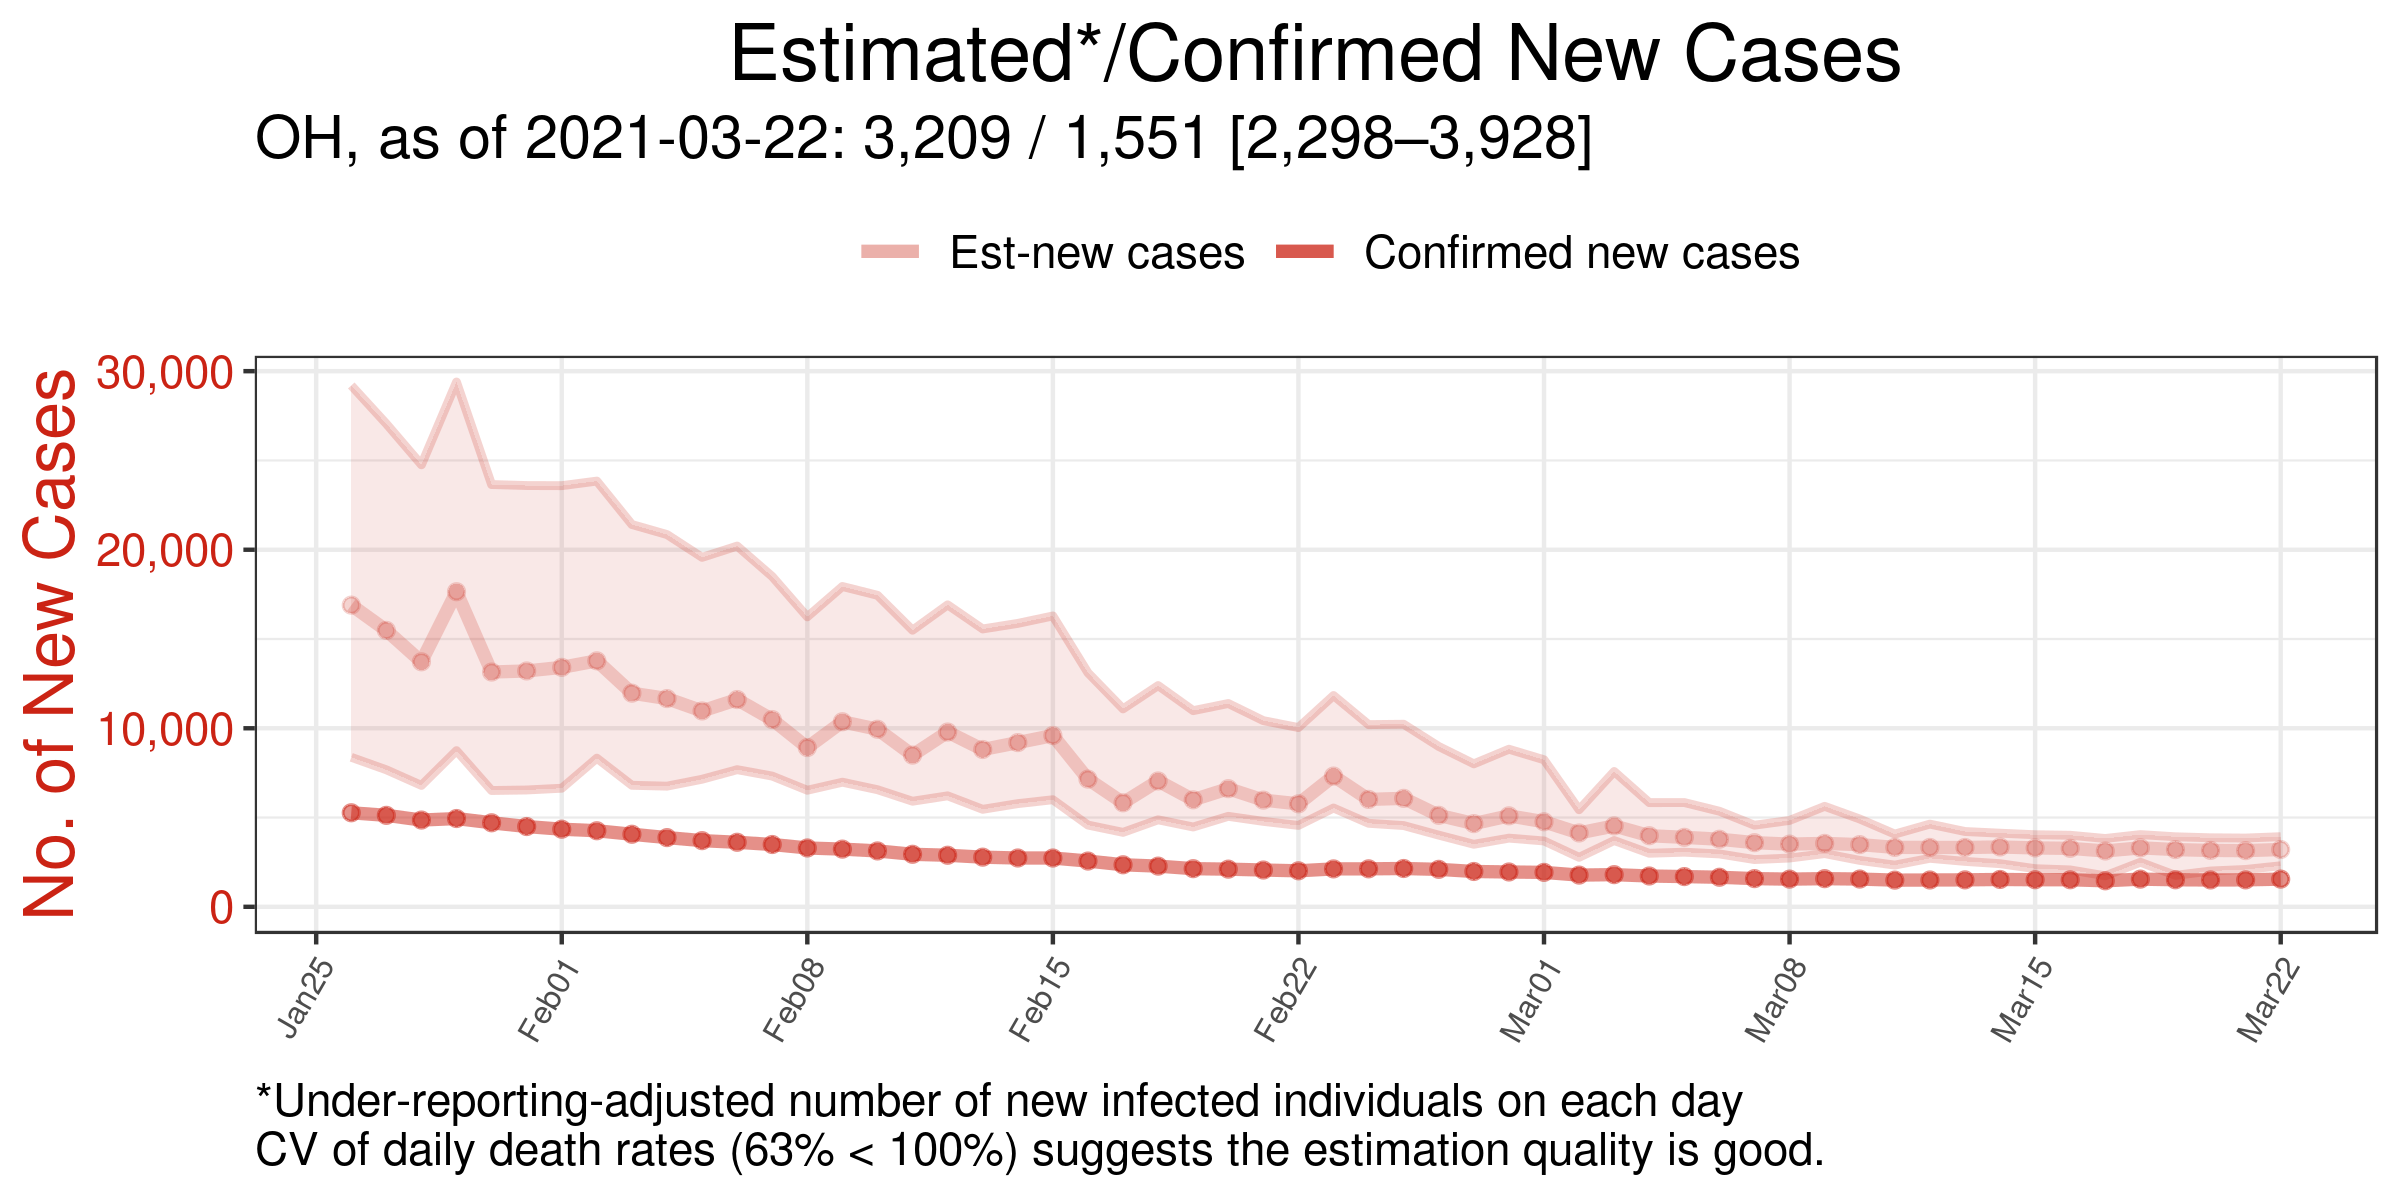 Estimated*/Confirmed New Cases
OH, as of 2021-03-22: 3,209 / 1,551 [2,298–3,928]
Est-new cases
Confirmed new cases
No. of New Cases
30,000
20,000
10,000
0
Jan25
Feb01
Feb08
Feb15
Feb22
Mar01
Mar08
Mar15
Mar22
*Under-reporting-adjusted number of new infected individuals on each day
CV of daily death rates (63% < 100%) suggests the estimation quality is good.